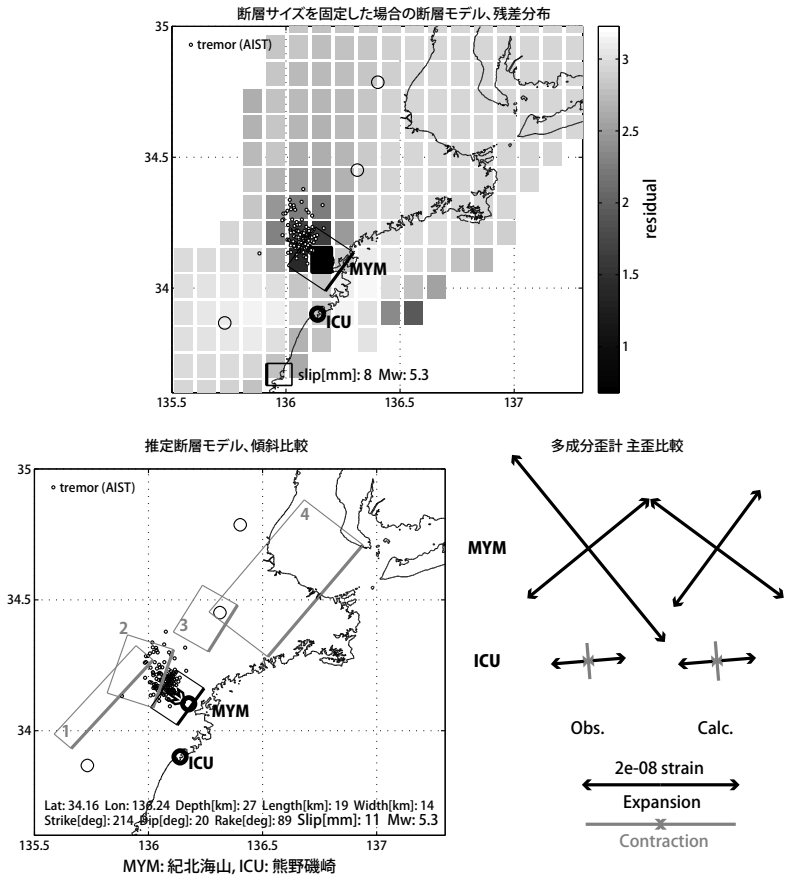 断層サイズを固定した場合の断層モデル、残差分布
35
34.5
34
135.5
136
136.5
137
tremor (AIST)
MYM
ICU
slip[mm]: 8 Mw: 5.3
3
2.5
2
1.5
1
residual
推定断層モデル、傾斜比較
35
34.5
34
135.5
136
136.5
137
tremor (AIST)
4
3
2
1
MYM
ICU
Lat: 34.16 Lon: 136.24 Depth[km]: 27 Length[km]: 19 Width[km]: 14
Strike[deg]: 214, Dip[deg]: 20 Rake[deg]: 89 Slip[mm]: 11 Mw: 5.3
MYM: 紀北海山, ICU: 熊野磯崎
多成分歪計 主歪比較
MYM
ICU
Obs.
Calc.
2e-08 strain
Expansion
Contraction